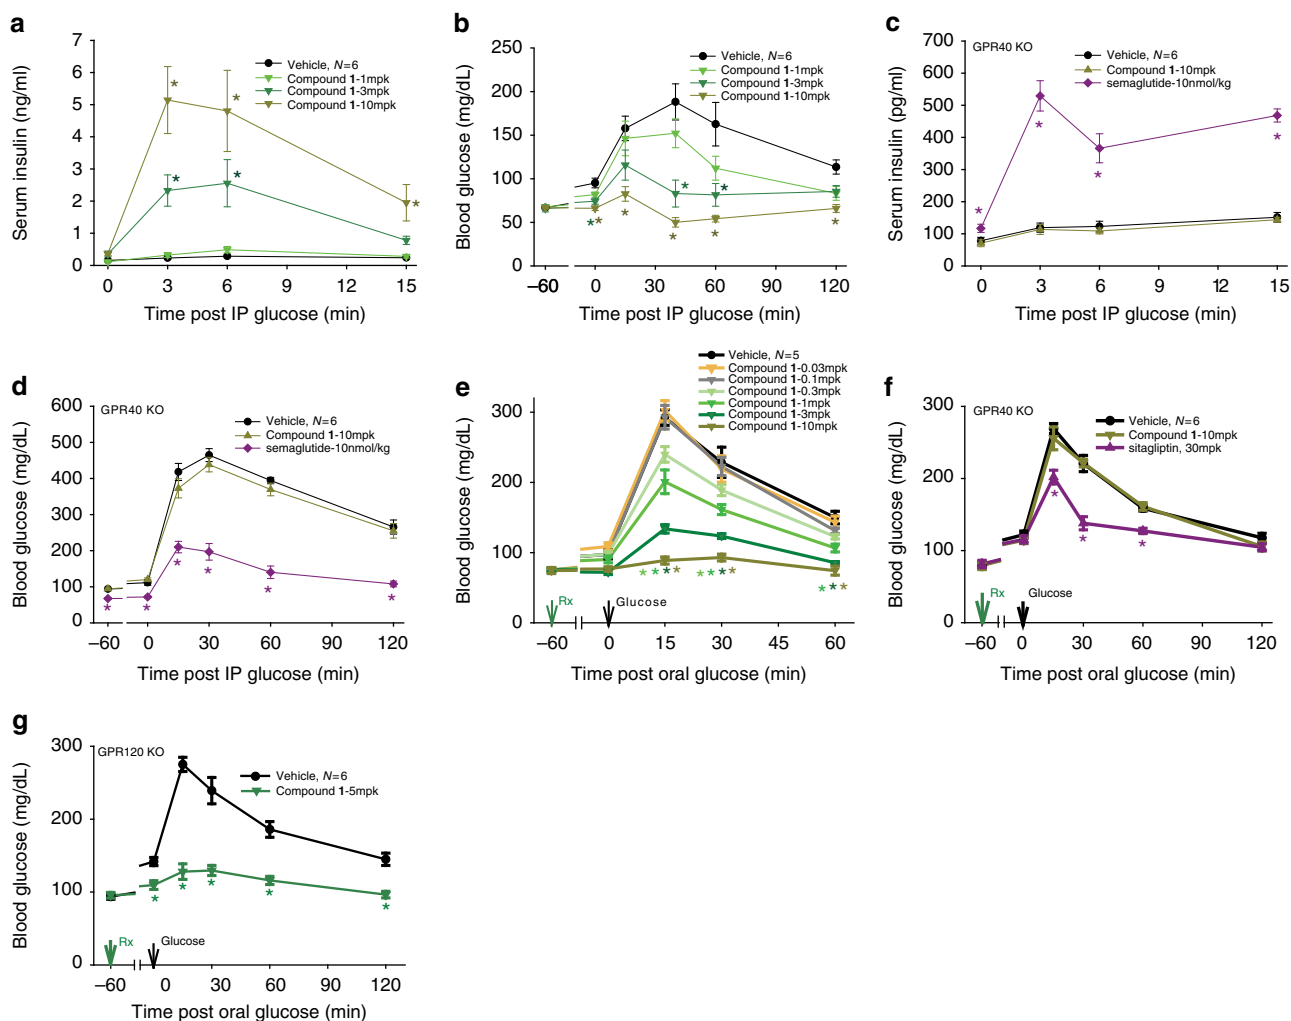 a
Serum insulin (ng/ml)
7
6
5
4
3
2
1
0
0 3 6 9 12 15
Time post IP glucose (min)
Vehicle, N=6
Compound 1-1mpk
Compound 1-3mpk
Compound 1-10mpk
* * * * *
b
Blood glucose (mg/dL)
250
200
150
100
50
0
–60 0 30 60 90 120
Time post IP glucose (min)
Vehicle, N=6
Compound 1-1mpk
Compound 1-3mpk
Compound 1-10mpk
* * * * * * * *
c
GPR40 KO
Serum insulin (pg/ml)
700
600
500
400
300
200
100
0
0 3 6 9 12 15
Time post IP glucose (min)
Vehicle, N=6
Compound 1-10mpk
semaglutide-10nmol/kg
* * * *
d
GPR40 KO
Blood glucose (mg/dL)
600
500
400
300
200
100
0
–60 0 30 60 90 120
Time post IP glucose (min)
Vehicle, N=6
Compound 1-10mpk
semaglutide-10nmol/kg
* * * * * *
e
Blood glucose (mg/dL)
300
200
100
0
–60 0 15 30 45 60
Time post oral glucose (min)
Vehicle, N=5
Compound 1-0.03mpk
Compound 1-0.1mpk
Compound 1-0.3mpk
Compound 1-1mpk
Compound 1-3mpk
Compound 1-10mpk
* * * * * * * * * * *
Rx
Glucose
f
GPR40 KO
Blood glucose (mg/dL)
300
200
100
0
–60 0 30 60 90 120
Time post oral glucose (min)
Vehicle, N=6
Compound 1-10mpk
sitagliptin, 30mpk
* * *
Rx
Glucose
g
GPR120 KO
Blood glucose (mg/dL)
300
200
100
0
–60 0 30 60 90 120
Time post oral glucose (min)
Vehicle, N=6
Compound 1-5mpk
* * * * *
Rx
Glucose